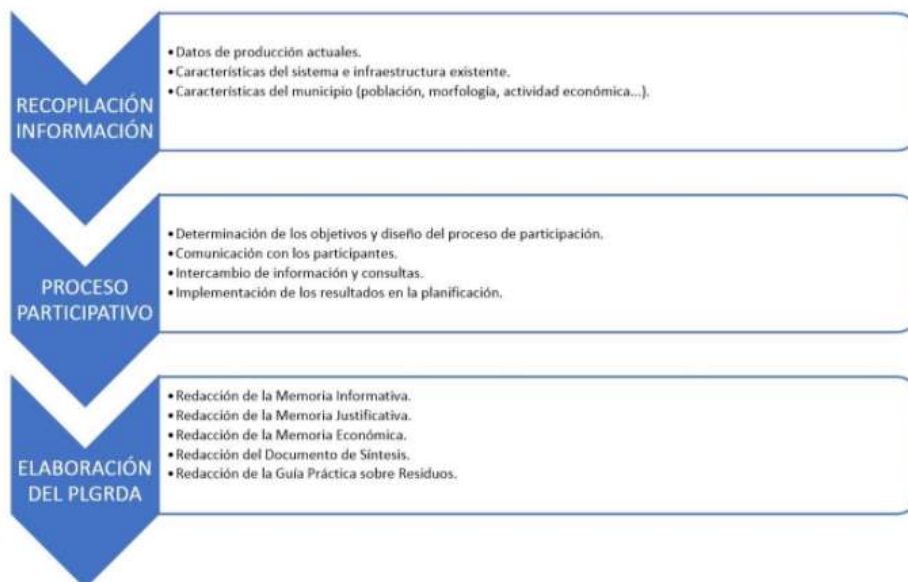 RECOPILACIÓN
INFORMACIÓN
•Datos de producción actuales.
•Características del sistema e infraestructura existente.
•Características del municipio (población, morfología, actividad económica...).
PROCESO
PARTICIPATIVO
•Determinación de los objetivos y diseño del proceso de participación.
•Comunicación con los participantes.
•Intercambio de información y consultas.
•Implementación de los resultados en la planificación.
ELABORACIÓN
DEL PLGRDA
•Redacción de la Memoria Informativa.
•Redacción de la Memoria Justificativa.
•Redacción de la Memoria Económica.
•Redacción del Documento de Síntesis.
•Redacción de la Guía Práctica sobre Residuos.